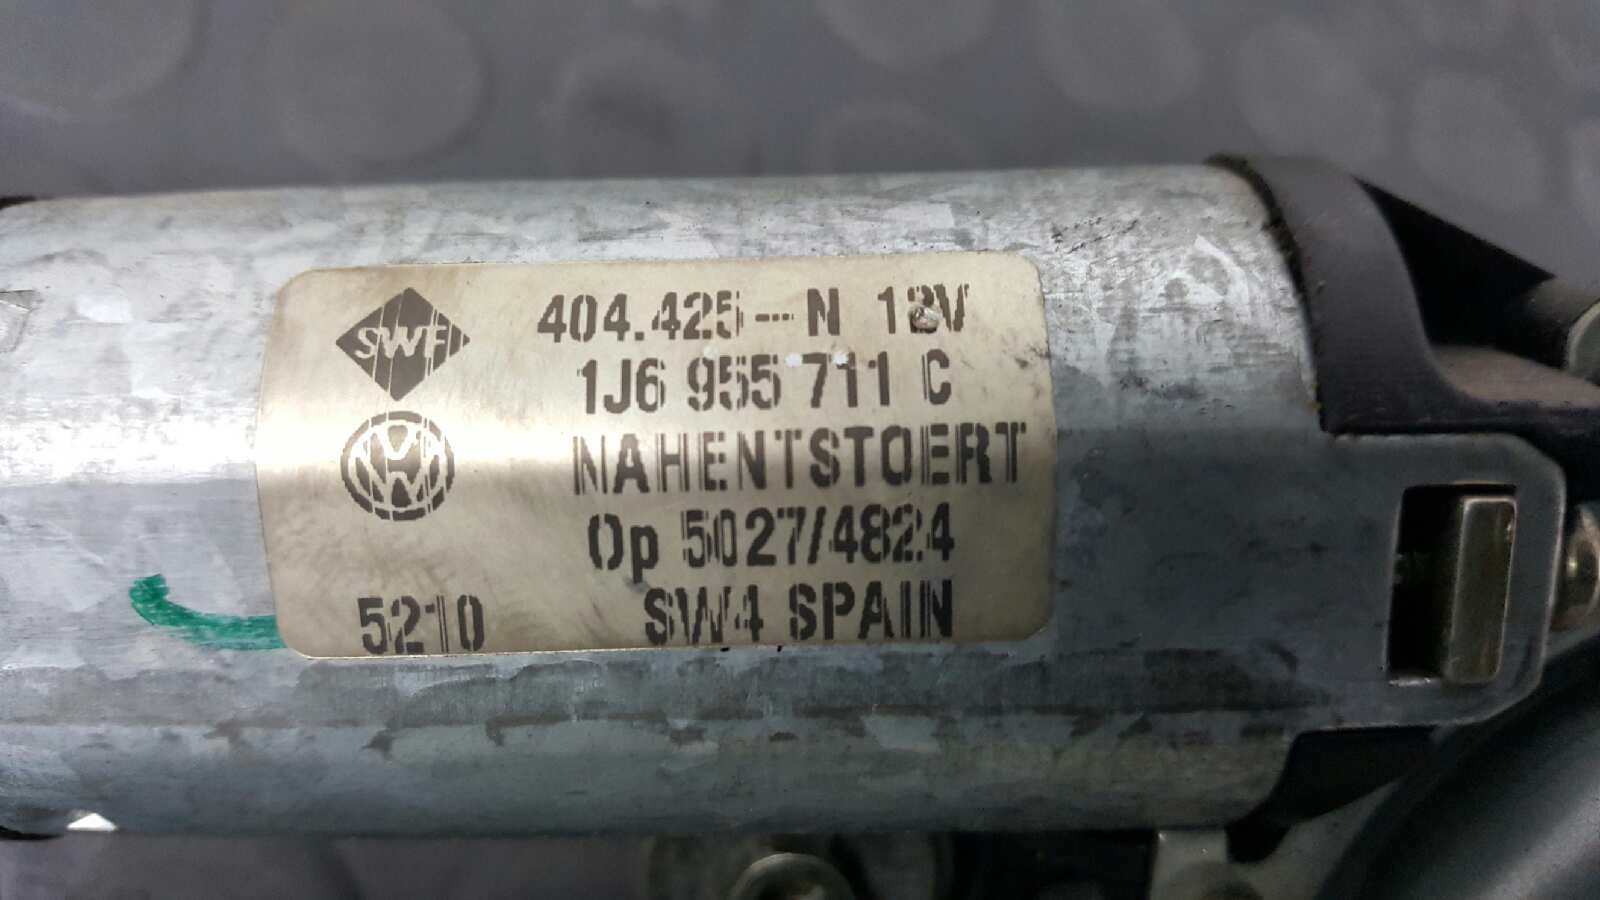 SWF
404.425-N 12V
1J6 955 711 C
NAHENTSTOERT
Op 5027/4824
5210 SW4 SPAIN